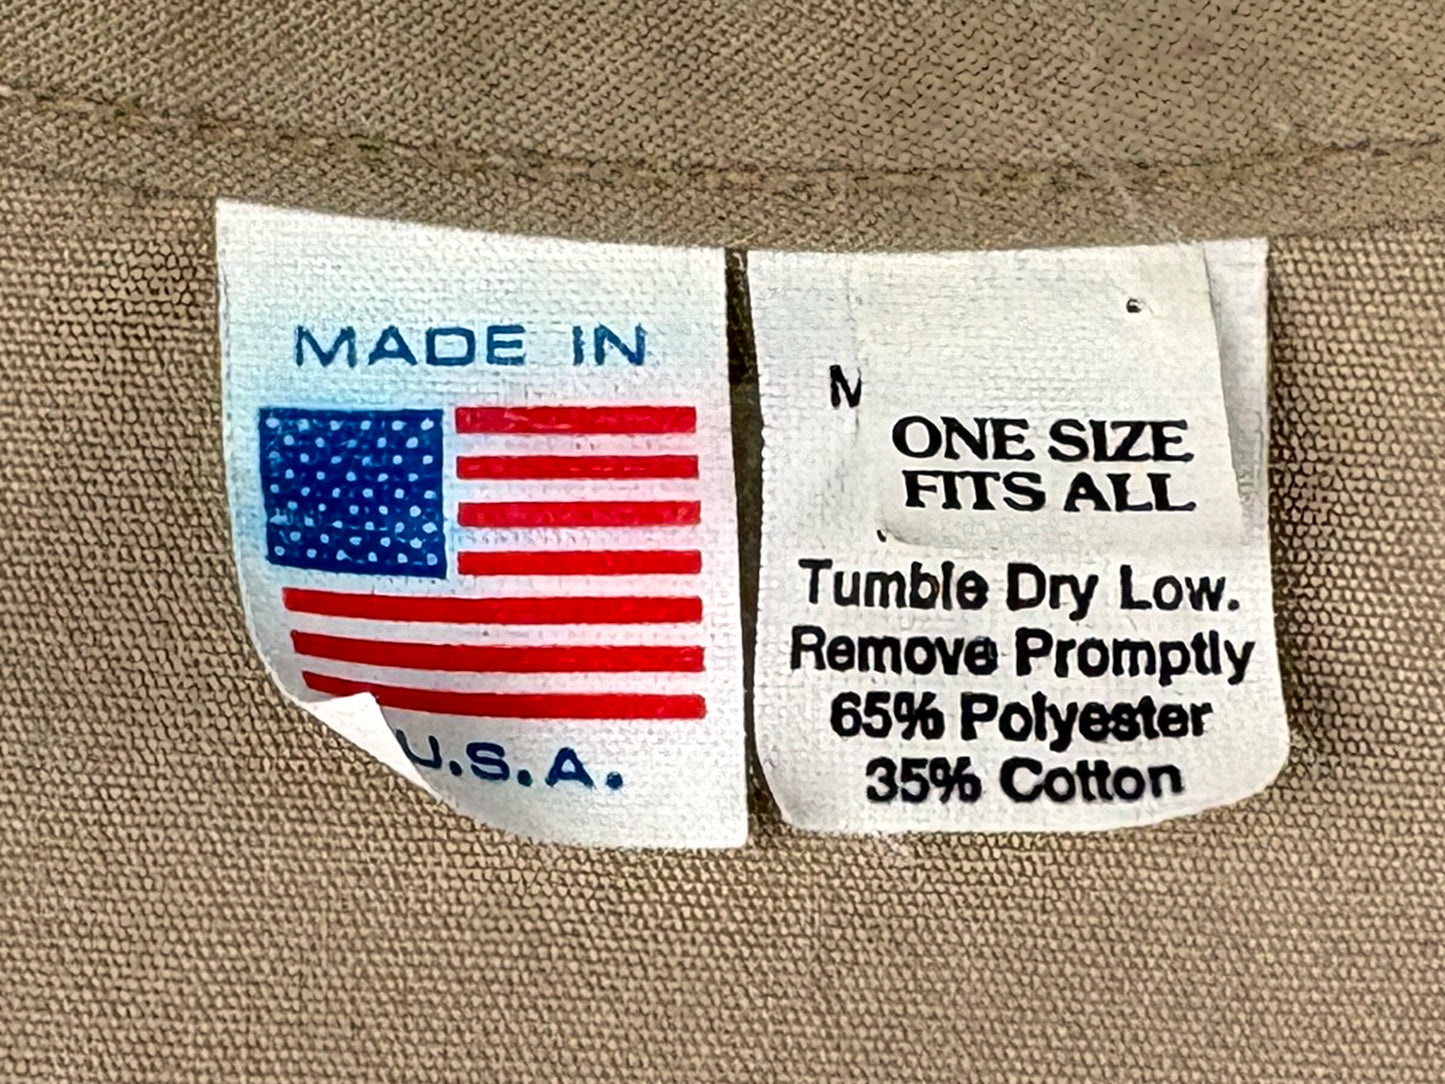 MADE IN
U.S.A.
M
ONE SIZE
FITS ALL
Tumble Dry Low.
Remove Promptly
65% Polyester
35% Cotton